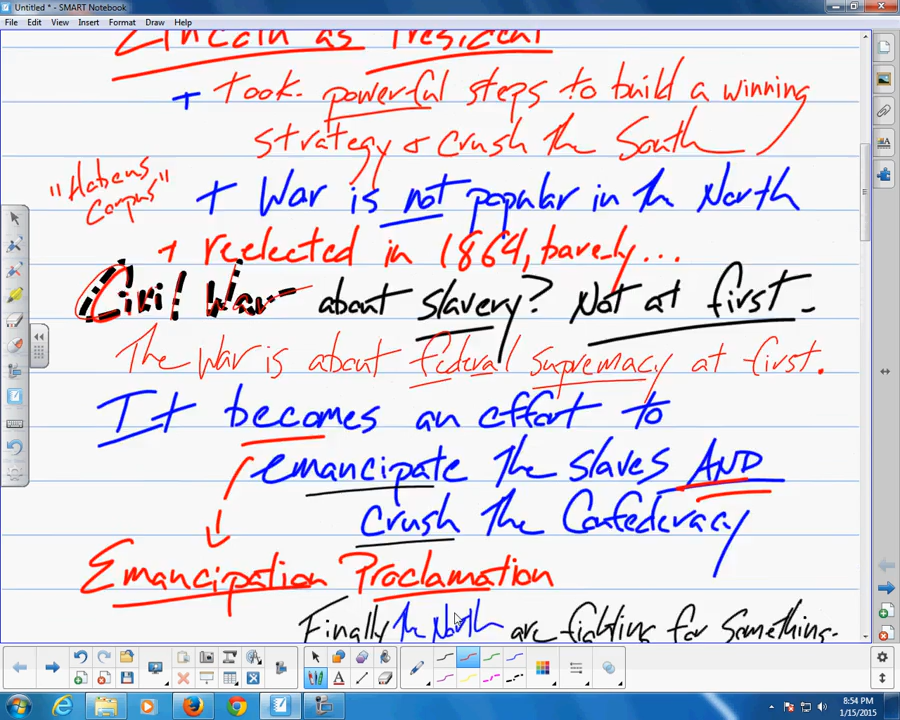 Untitled * - SMART Notebook
File Edit View Insert Format Draw Help
Lincoln as President
+ took powerful steps to build a winning
strategy & crush the South
"Habeus
Corpus"
+ War is not popular in the North
+ reelected in 1864, barely...
Civil War about slavery? Not at first.
The War is about federal supremacy at first.
It becomes an effort to
emancipate the slaves AND
crush the Confederacy
Emancipation Proclamation
Finally the North are fighting for something.
8:54 PM
1/15/2015